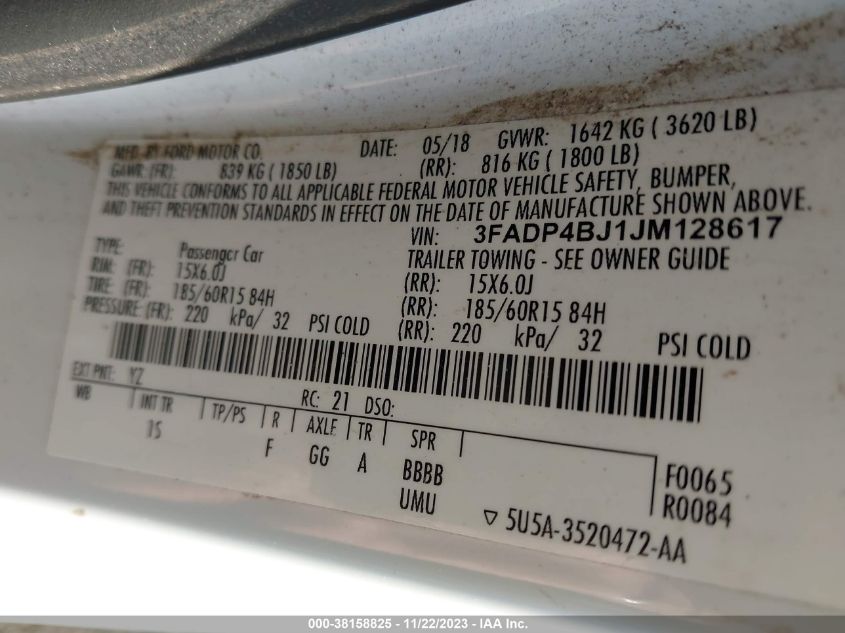 MFD. BY FORD MOTOR CO. DATE: 05/18 GVWR: 1642 KG ( 3620 LB)
GAWR: (FR): 839 KG ( 1850 LB) (RR): 816 KG ( 1800 LB)
THIS VEHICLE CONFORMS TO ALL APPLICABLE FEDERAL MOTOR VEHICLE SAFETY, BUMPER,
AND THEFT PREVENTION STANDARDS IN EFFECT ON THE DATE OF MANUFACTURE SHOWN ABOVE.
VIN: 3FADP4BJ1JM128617
TYPE: Passenger Car TRAILER TOWING - SEE OWNER GUIDE
RIM: (FR): 15X6.0J (RR): 15X6.0J
TIRE: (FR): 185/60R15 84H (RR): 185/60R15 84H
PRESSURE: (FR): 220 kPa/ 32 PSI COLD (RR): 220 kPa/ 32 PSI COLD
EXT PNT: YZ RC: 21 DSO:
WB INT TR TP/PS R AXLE TR SPR
15 F GG A BBBB F0065
UMU R0084
▽ 5U5A-3520472-AA
000-38158825 - 11/22/2023 - IAA Inc.